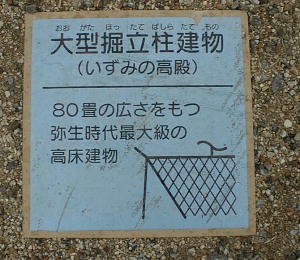 おお がた ほっ たて ばしら たて もの
大型掘立柱建物
(いずみの高殿)
80畳の広さをもつ
弥生時代最大級の
高床建物